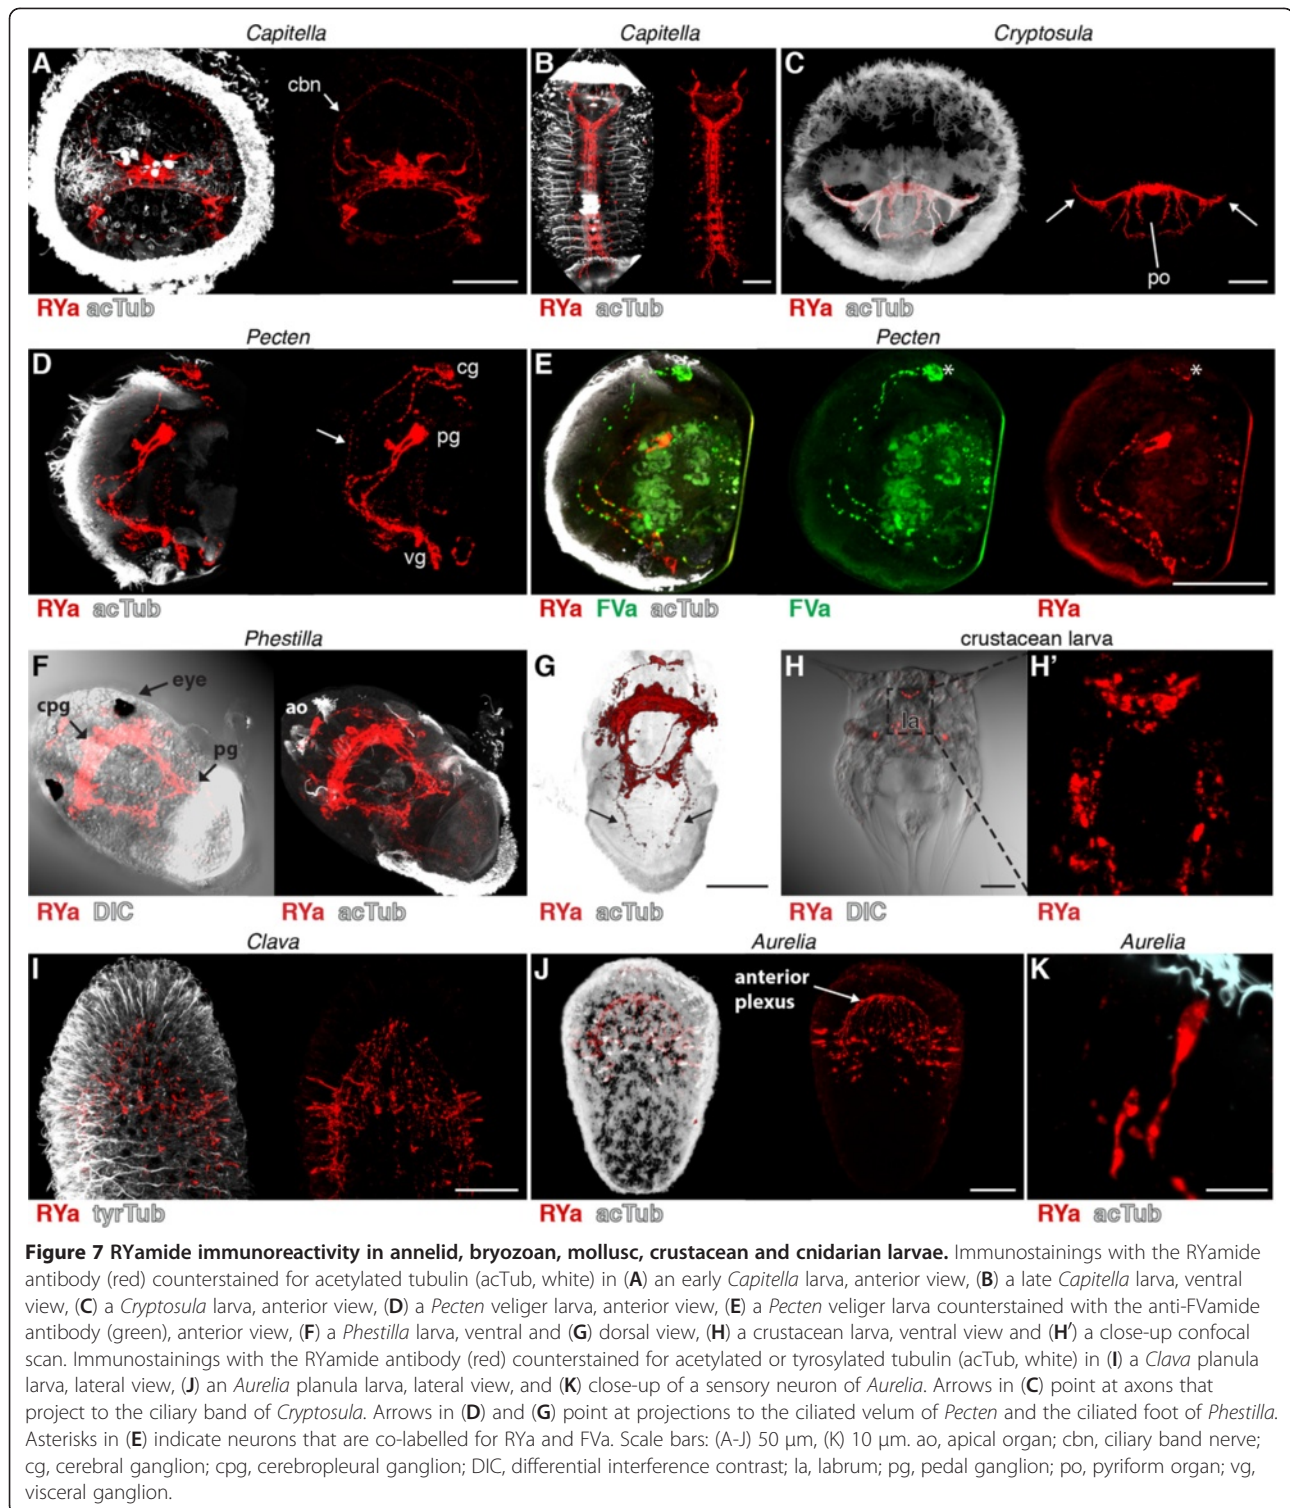 Capitella
Capitella
Cryptosula
A
cbn
B
C
po
RYa acTub
RYa acTub
RYa acTub
Pecten
Pecten
D
cg
pg
vg
E
*
*
RYa acTub
RYa FVa acTub
FVa
RYa
Phestilla
crustacean larva
F
eye
cpg
pg
ao
G
H
la
H’
RYa DIC
RYa acTub
RYa acTub
RYa DIC
RYa
Clava
Aurelia
Aurelia
I
J
anterior
plexus
K
RYa tyrTub
RYa acTub
RYa acTub
Figure 7 RYamide immunoreactivity in annelid, bryozoan, mollusc, crustacean and cnidarian larvae. Immunostainings with the RYamide
antibody (red) counterstained for acetylated tubulin (acTub, white) in (A) an early Capitella larva, anterior view, (B) a late Capitella larva, ventral
view, (C) a Cryptosula larva, anterior view, (D) a Pecten veliger larva, anterior view, (E) a Pecten veliger larva counterstained with the anti-FVamide
antibody (green), anterior view, (F) a Phestilla larva, ventral and (G) dorsal view, (H) a crustacean larva, ventral view and (H′) a close-up confocal
scan. Immunostainings with the RYamide antibody (red) counterstained for acetylated or tyrosylated tubulin (acTub, white) in (I) a Clava planula
larva, lateral view, (J) an Aurelia planula larva, lateral view, and (K) close-up of a sensory neuron of Aurelia. Arrows in (C) point at axons that
project to the ciliary band of Cryptosula. Arrows in (D) and (G) point at projections to the ciliated velum of Pecten and the ciliated foot of Phestilla.
Asterisks in (E) indicate neurons that are co-labelled for RYa and FVa. Scale bars: (A-J) 50 μm, (K) 10 μm. ao, apical organ; cbn, ciliary band nerve;
cg, cerebral ganglion; cpg, cerebropleural ganglion; DIC, differential interference contrast; la, labrum; pg, pedal ganglion; po, pyriform organ; vg,
visceral ganglion.